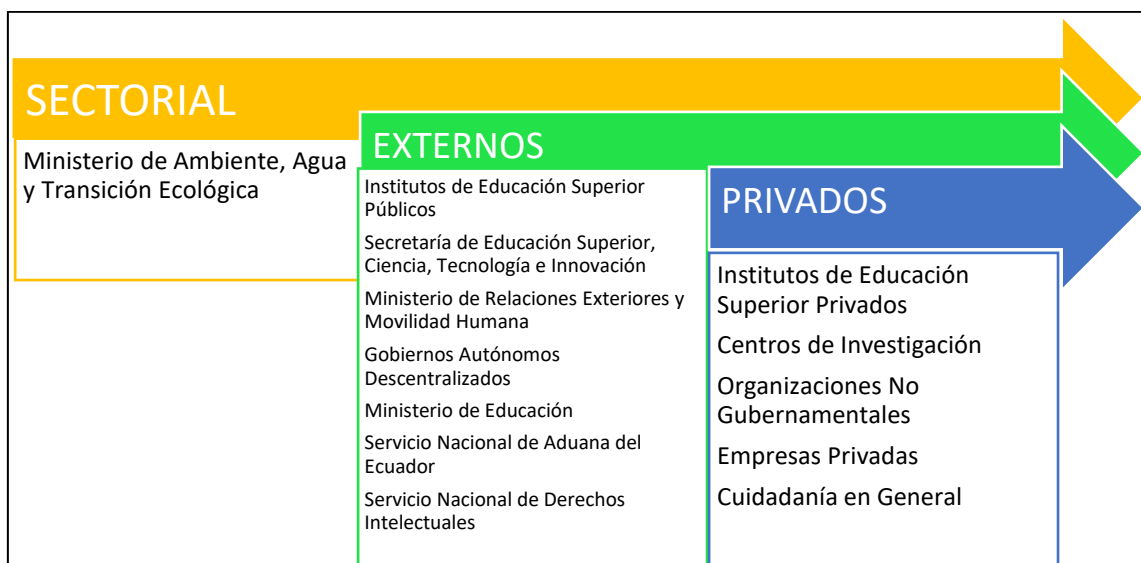 SECTORIAL
Ministerio de Ambiente, Agua
y Transición Ecológica
EXTERNOS
Institutos de Educación Superior
Públicos
Secretaría de Educación Superior,
Ciencia, Tecnología e Innovación
Ministerio de Relaciones Exteriores y
Movilidad Humana
Gobiernos Autónomos
Descentralizados
Ministerio de Educación
Servicio Nacional de Aduana del
Ecuador
Servicio Nacional de Derechos
Intelectuales
PRIVADOS
Institutos de Educación
Superior Privados
Centros de Investigación
Organizaciones No
Gubernamentales
Empresas Privadas
Cuidadanía en General